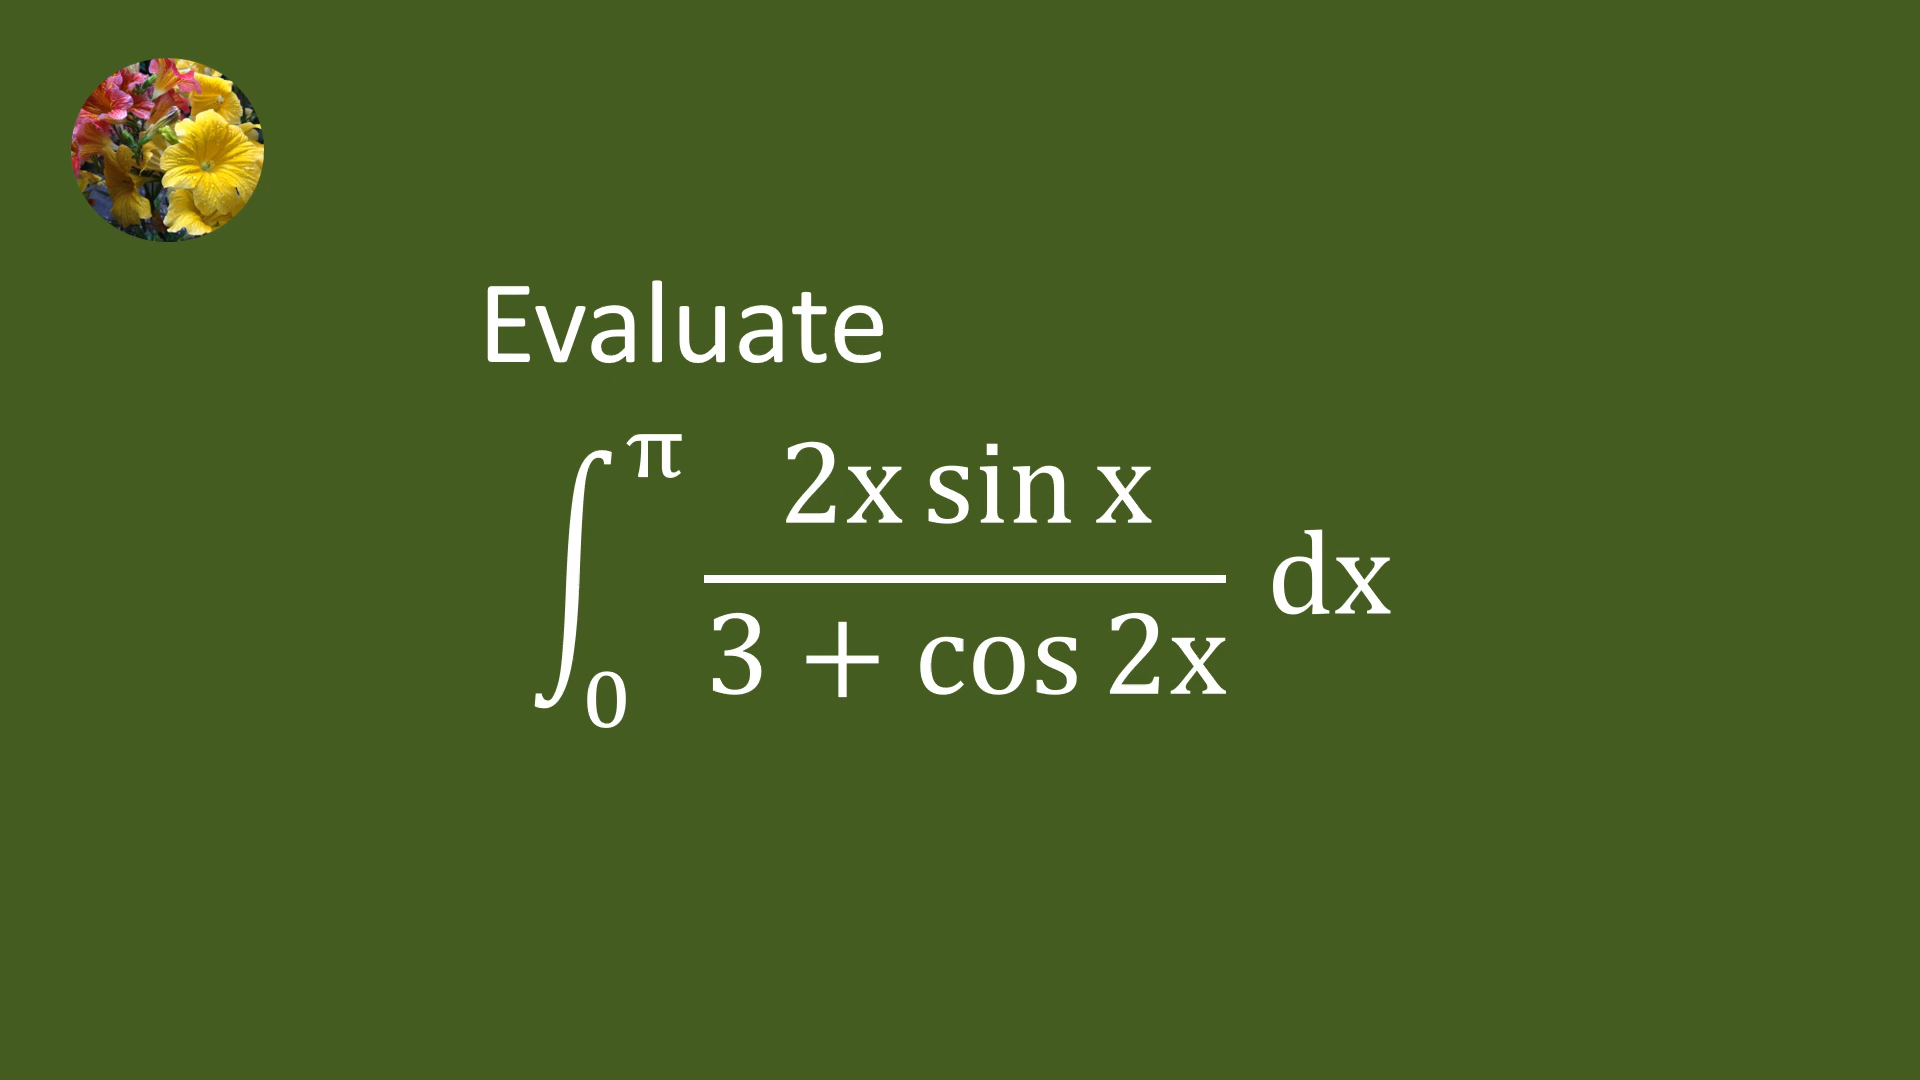 Evaluate
∫₀^π (2x sin x)/(3 + cos 2x) dx